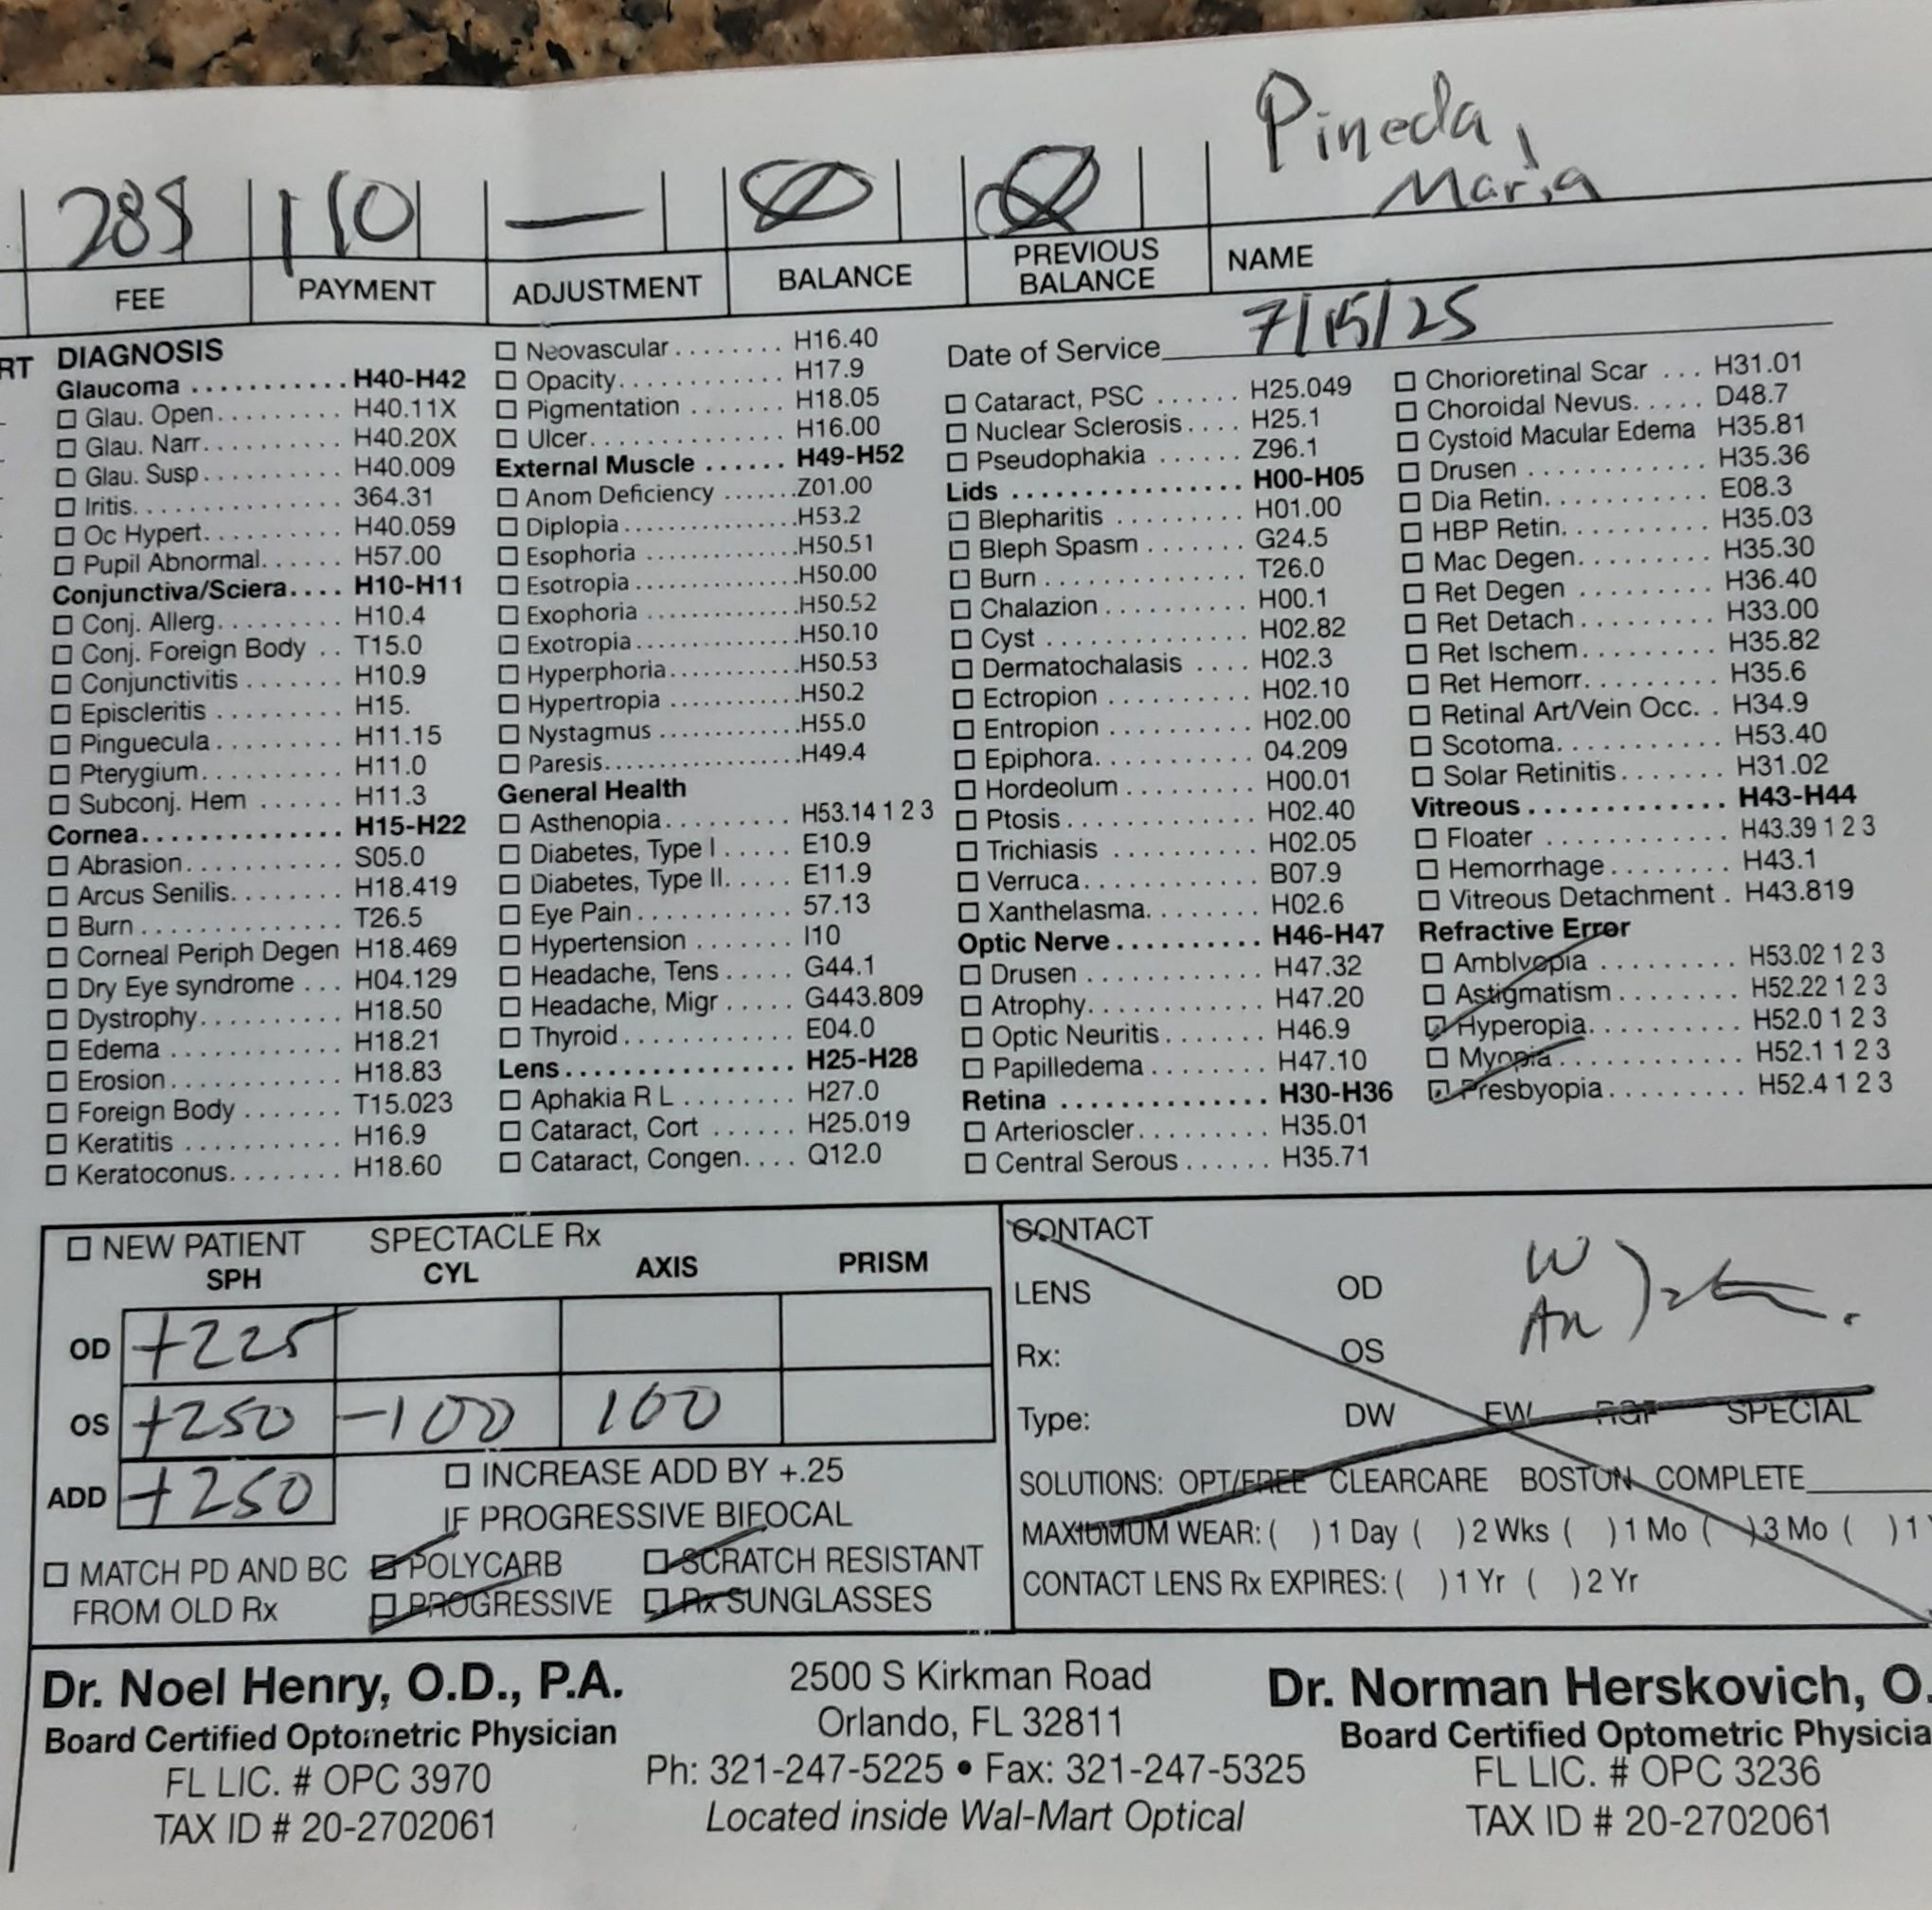 Pineda,
Maria
285 110 — Ø Ø
FEE PAYMENT ADJUSTMENT BALANCE PREVIOUS BALANCE NAME
Date of Service 7/15/25
RT DIAGNOSIS
Glaucoma ........... H40-H42
☐ Glau. Open......... H40.11X
☐ Glau. Narr.......... H40.20X
☐ Glau. Susp.......... H40.009
☐ Iritis................ 364.31
☐ Oc Hypert........... H40.059
☐ Pupil Abnormal...... H57.00
Conjunctiva/Sciera.... H10-H11
☐ Conj. Allerg......... H10.4
☐ Conj. Foreign Body .. T15.0
☐ Conjunctivitis ....... H10.9
☐ Episcleritis ......... H15.
☐ Pinguecula......... H11.15
☐ Pterygium.......... H11.0
☐ Subconj. Hem ...... H11.3
Cornea.............. H15-H22
☐ Abrasion........... S05.0
☐ Arcus Senilis........ H18.419
☐ Burn.............. T26.5
☐ Corneal Periph Degen H18.469
☐ Dry Eye syndrome ... H04.129
☐ Dystrophy.......... H18.50
☐ Edema ............ H18.21
☐ Erosion............ H18.83
☐ Foreign Body ....... T15.023
☐ Keratitis ........... H16.9
☐ Keratoconus........ H18.60
☐ Neovascular........ H16.40
☐ Opacity............ H17.9
☐ Pigmentation ....... H18.05
☐ Ulcer.............. H16.00
External Muscle ...... H49-H52
☐ Anom Deficiency .......Z01.00
☐ Diplopia..............H53.2
☐ Esophoria ............H50.51
☐ Esotropia.............H50.00
☐ Exophoria ............H50.52
☐ Exotropia.............H50.10
☐ Hyperphoria...........H50.53
☐ Hypertropia ...........H50.2
☐ Nystagmus ............H55.0
☐ Paresis...............H49.4
General Health
☐ Asthenopia.......... H53.14 1 2 3
☐ Diabetes, Type I ..... E10.9
☐ Diabetes, Type II..... E11.9
☐ Eye Pain........... 57.13
☐ Hypertension ....... I10
☐ Headache, Tens ..... G44.1
☐ Headache, Migr ..... G443.809
☐ Thyroid............ E04.0
Lens................ H25-H28
☐ Aphakia R L ........ H27.0
☐ Cataract, Cort ...... H25.019
☐ Cataract, Congen.... Q12.0
☐ Cataract, PSC ...... H25.049
☐ Nuclear Sclerosis.... H25.1
☐ Pseudophakia ...... Z96.1
Lids ................ H00-H05
☐ Blepharitis ......... H01.00
☐ Bleph Spasm ....... G24.5
☐ Burn.............. T26.0
☐ Chalazion.......... H00.1
☐ Cyst .............. H02.82
☐ Dermatochalasis .... H02.3
☐ Ectropion.......... H02.10
☐ Entropion.......... H02.00
☐ Epiphora........... 04.209
☐ Hordeolum......... H00.01
☐ Ptosis............. H02.40
☐ Trichiasis .......... H02.05
☐ Verruca............ B07.9
☐ Xanthelasma........ H02.6
Optic Nerve.......... H46-H47
☐ Drusen ............ H47.32
☐ Atrophy............ H47.20
☐ Optic Neuritis....... H46.9
☐ Papilledema........ H47.10
Retina .............. H30-H36
☐ Arterioscler......... H35.01
☐ Central Serous ...... H35.71
☐ Chorioretinal Scar ... H31.01
☐ Choroidal Nevus..... D48.7
☐ Cystoid Macular Edema H35.81
☐ Drusen ............ H35.36
☐ Dia Retin........... E08.3
☐ HBP Retin.......... H35.03
☐ Mac Degen......... H35.30
☐ Ret Degen ......... H36.40
☐ Ret Detach......... H33.00
☐ Ret Ischem......... H35.82
☐ Ret Hemorr......... H35.6
☐ Retinal Art/Vein Occ. . H34.9
☐ Scotoma........... H53.40
☐ Solar Retinitis....... H31.02
Vitreous............. H43-H44
☐ Floater ............ H43.39 1 2 3
☐ Hemorrhage........ H43.1
☐ Vitreous Detachment . H43.819
Refractive Error
☐ Amblyopia ......... H53.02 1 2 3
☐ Astigmatism ........ H52.22 1 2 3
☑ Hyperopia.......... H52.0 1 2 3
☐ Myopia............ H52.1 1 2 3
☑ Presbyopia......... H52.4 1 2 3
☐ NEW PATIENT SPECTACLE Rx
SPH CYL AXIS PRISM
OD +225
OS +250 -100 100
ADD +250
☐ INCREASE ADD BY +.25
IF PROGRESSIVE BIFOCAL
☐ MATCH PD AND BC
FROM OLD Rx
☑ POLYCARB ☑ SCRATCH RESISTANT
☑ PROGRESSIVE ☑ Rx SUNGLASSES
CONTACT
LENS OD
Rx: OS
Type: DW EW RGP SPECIAL
SOLUTIONS: OPT/FREE CLEARCARE BOSTON COMPLETE
MAXIUMUM WEAR: ( ) 1 Day ( ) 2 Wks ( ) 1 Mo ( ) 3 Mo ( ) 1
CONTACT LENS Rx EXPIRES: ( ) 1 Yr ( ) 2 Yr
Dr. Noel Henry, O.D., P.A.
Board Certified Optometric Physician
FL LIC. # OPC 3970
TAX ID # 20-2702061
2500 S Kirkman Road
Orlando, FL 32811
Ph: 321-247-5225 • Fax: 321-247-5325
Located inside Wal-Mart Optical
Dr. Norman Herskovich, O.
Board Certified Optometric Physicia
FL LIC. # OPC 3236
TAX ID # 20-2702061